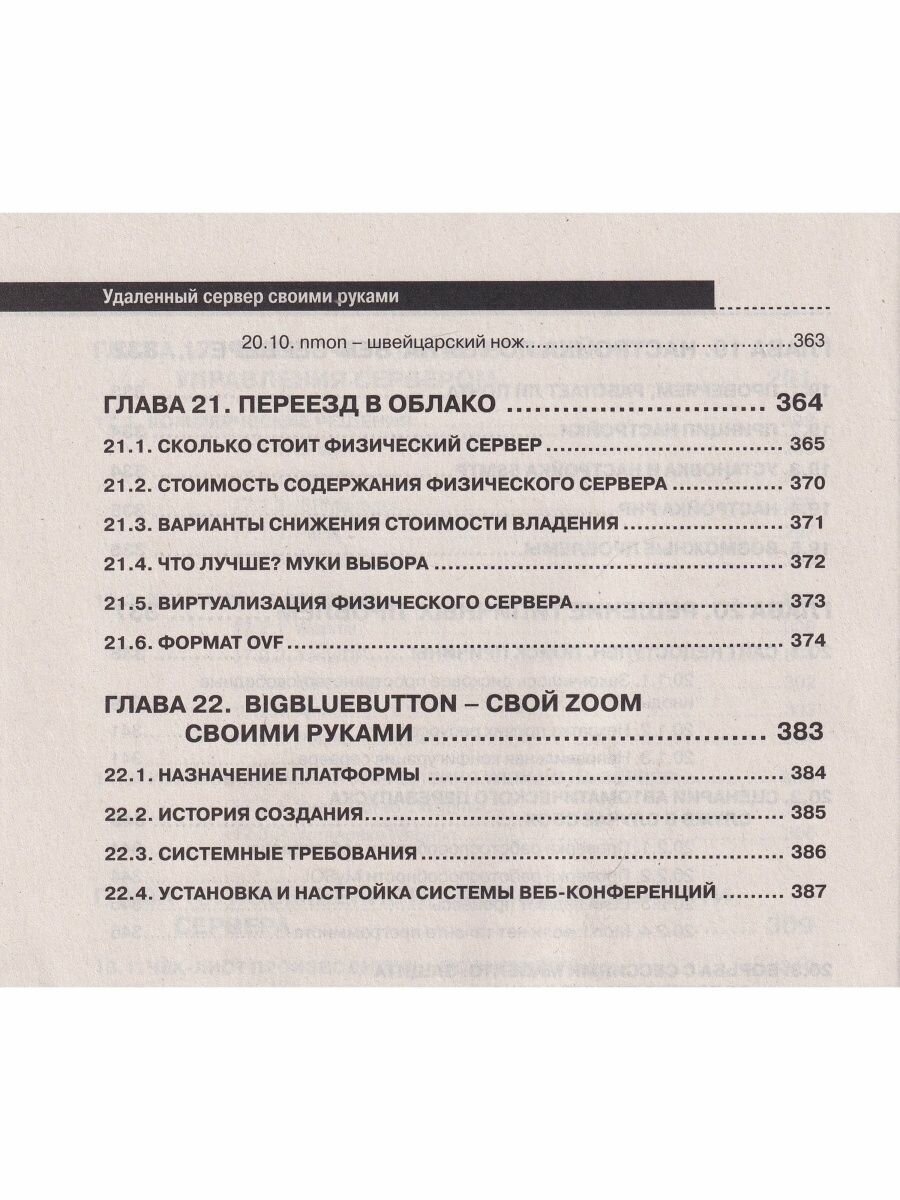 Удаленный сервер своими руками
20.10. nmon – швейцарский нож.......................................................363
ГЛАВА 21. ПЕРЕЕЗД В ОБЛАКО ............................ 364
21.1. СКОЛЬКО СТОИТ ФИЗИЧЕСКИЙ СЕРВЕР .............................. 365
21.2. СТОИМОСТЬ СОДЕРЖАНИЯ ФИЗИЧЕСКОГО СЕРВЕРА .............. 370
21.3. ВАРИАНТЫ СНИЖЕНИЯ СТОИМОСТИ ВЛАДЕНИЯ .................... 371
21.4. ЧТО ЛУЧШЕ? МУКИ ВЫБОРА ........................................... 372
21.5. ВИРТУАЛИЗАЦИЯ ФИЗИЧЕСКОГО СЕРВЕРА.......................... 373
21.6. ФОРМАТ OVF............................................................. 374
ГЛАВА 22. BIGBLUEBUTTON – СВОЙ ZOOM
СВОИМИ РУКАМИ ...................................... 383
22.1. НАЗНАЧЕНИЕ ПЛАТФОРМЫ ............................................. 384
22.2. ИСТОРИЯ СОЗДАНИЯ.................................................... 385
22.3. СИСТЕМНЫЕ ТРЕБОВАНИЯ............................................. 386
22.4. УСТАНОВКА И НАСТРОЙКА СИСТЕМЫ ВЕБ-КОНФЕРЕНЦИЙ ......... 387